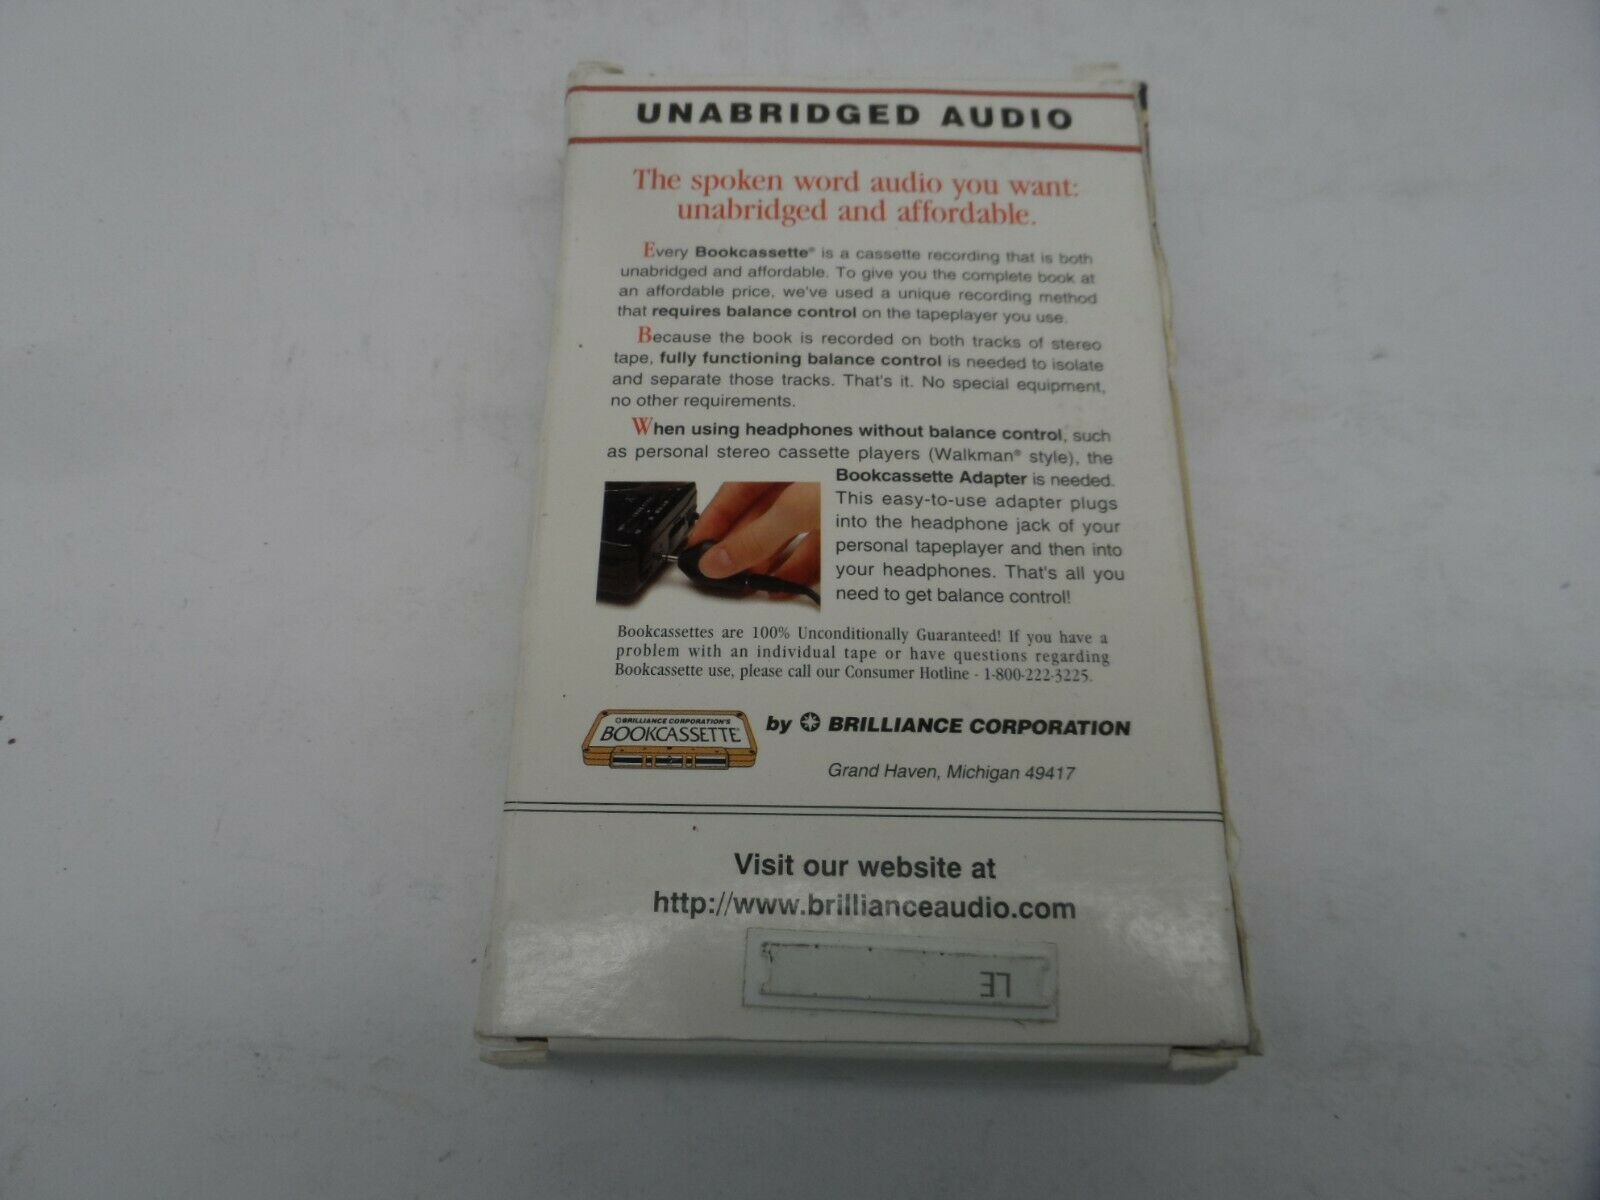 UNABRIDGED AUDIO
The spoken word audio you want:
unabridged and affordable.
Every Bookcassette® is a cassette recording that is both
unabridged and affordable. To give you the complete book at
an affordable price, we've used a unique recording method
that requires balance control on the tapeplayer you use.
Because the book is recorded on both tracks of stereo
tape, fully functioning balance control is needed to isolate
and separate those tracks. That's it. No special equipment,
no other requirements.
When using headphones without balance control, such
as personal stereo cassette players (Walkman® style), the
Bookcassette Adapter is needed.
This easy-to-use adapter plugs
into the headphone jack of your
personal tapeplayer and then into
your headphones. That's all you
need to get balance control!
Bookcassettes are 100% Unconditionally Guaranteed! If you have a
problem with an individual tape or have questions regarding
Bookcassette use, please call our Consumer Hotline - 1-800-222-3225.
BRILLIANCE CORPORATION'S
BOOKCASSETTE®
by BRILLIANCE CORPORATION
Grand Haven, Michigan 49417
Visit our website at
http://www.brillianceaudio.com
LE